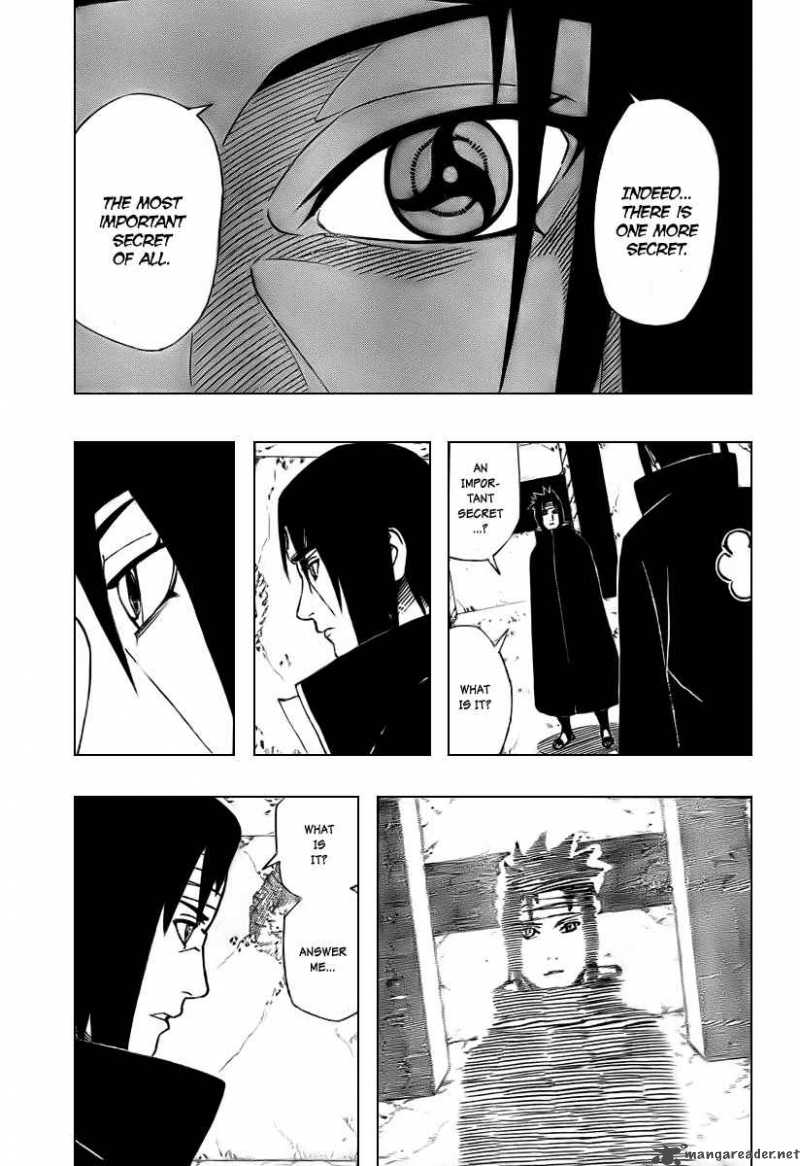 INDEED...
THERE IS
ONE MORE
SECRET.
THE MOST
IMPORTANT
SECRET
OF ALL.
AN
IMPOR-
TANT
SECRET
...?
WHAT
IS IT?
WHAT
IS
IT?
ANSWER
ME...
mangareader.net